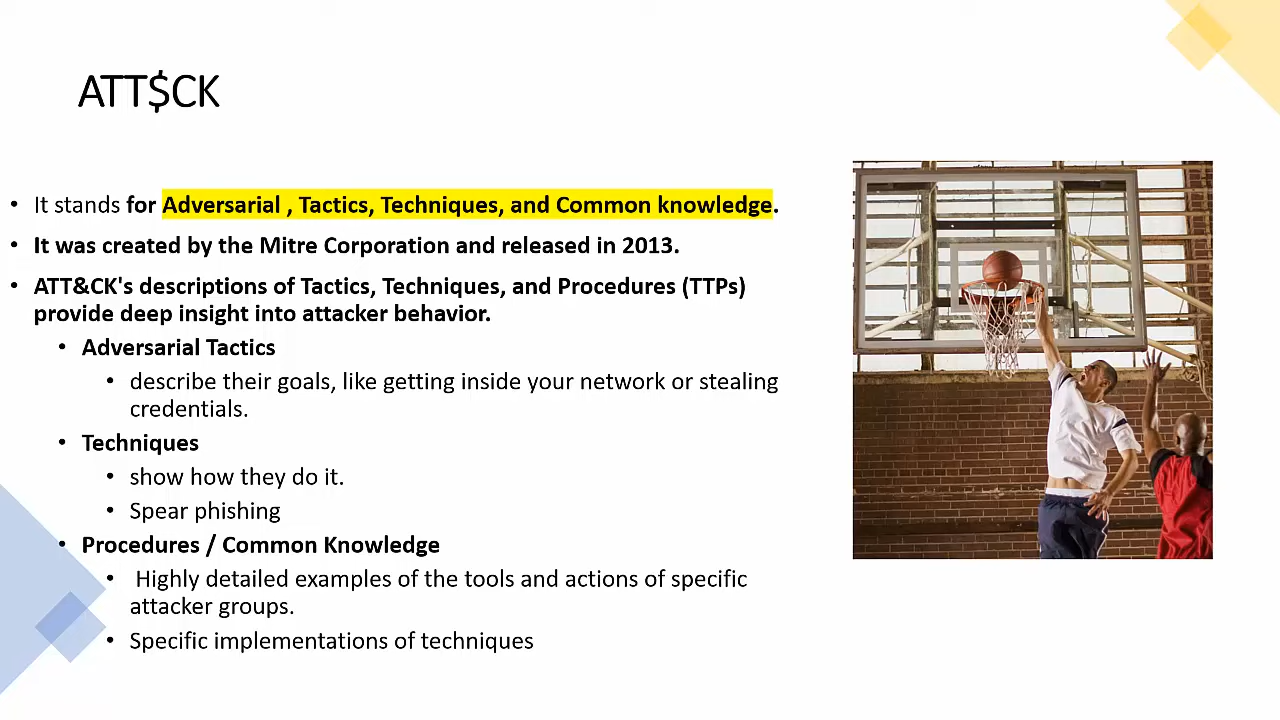 ATT$CK
• It stands for Adversarial , Tactics, Techniques, and Common knowledge.
• It was created by the Mitre Corporation and released in 2013.
• ATT&CK's descriptions of Tactics, Techniques, and Procedures (TTPs)
provide deep insight into attacker behavior.
• Adversarial Tactics
• describe their goals, like getting inside your network or stealing
credentials.
• Techniques
• show how they do it.
• Spear phishing
• Procedures / Common Knowledge
• Highly detailed examples of the tools and actions of specific
attacker groups.
• Specific implementations of techniques